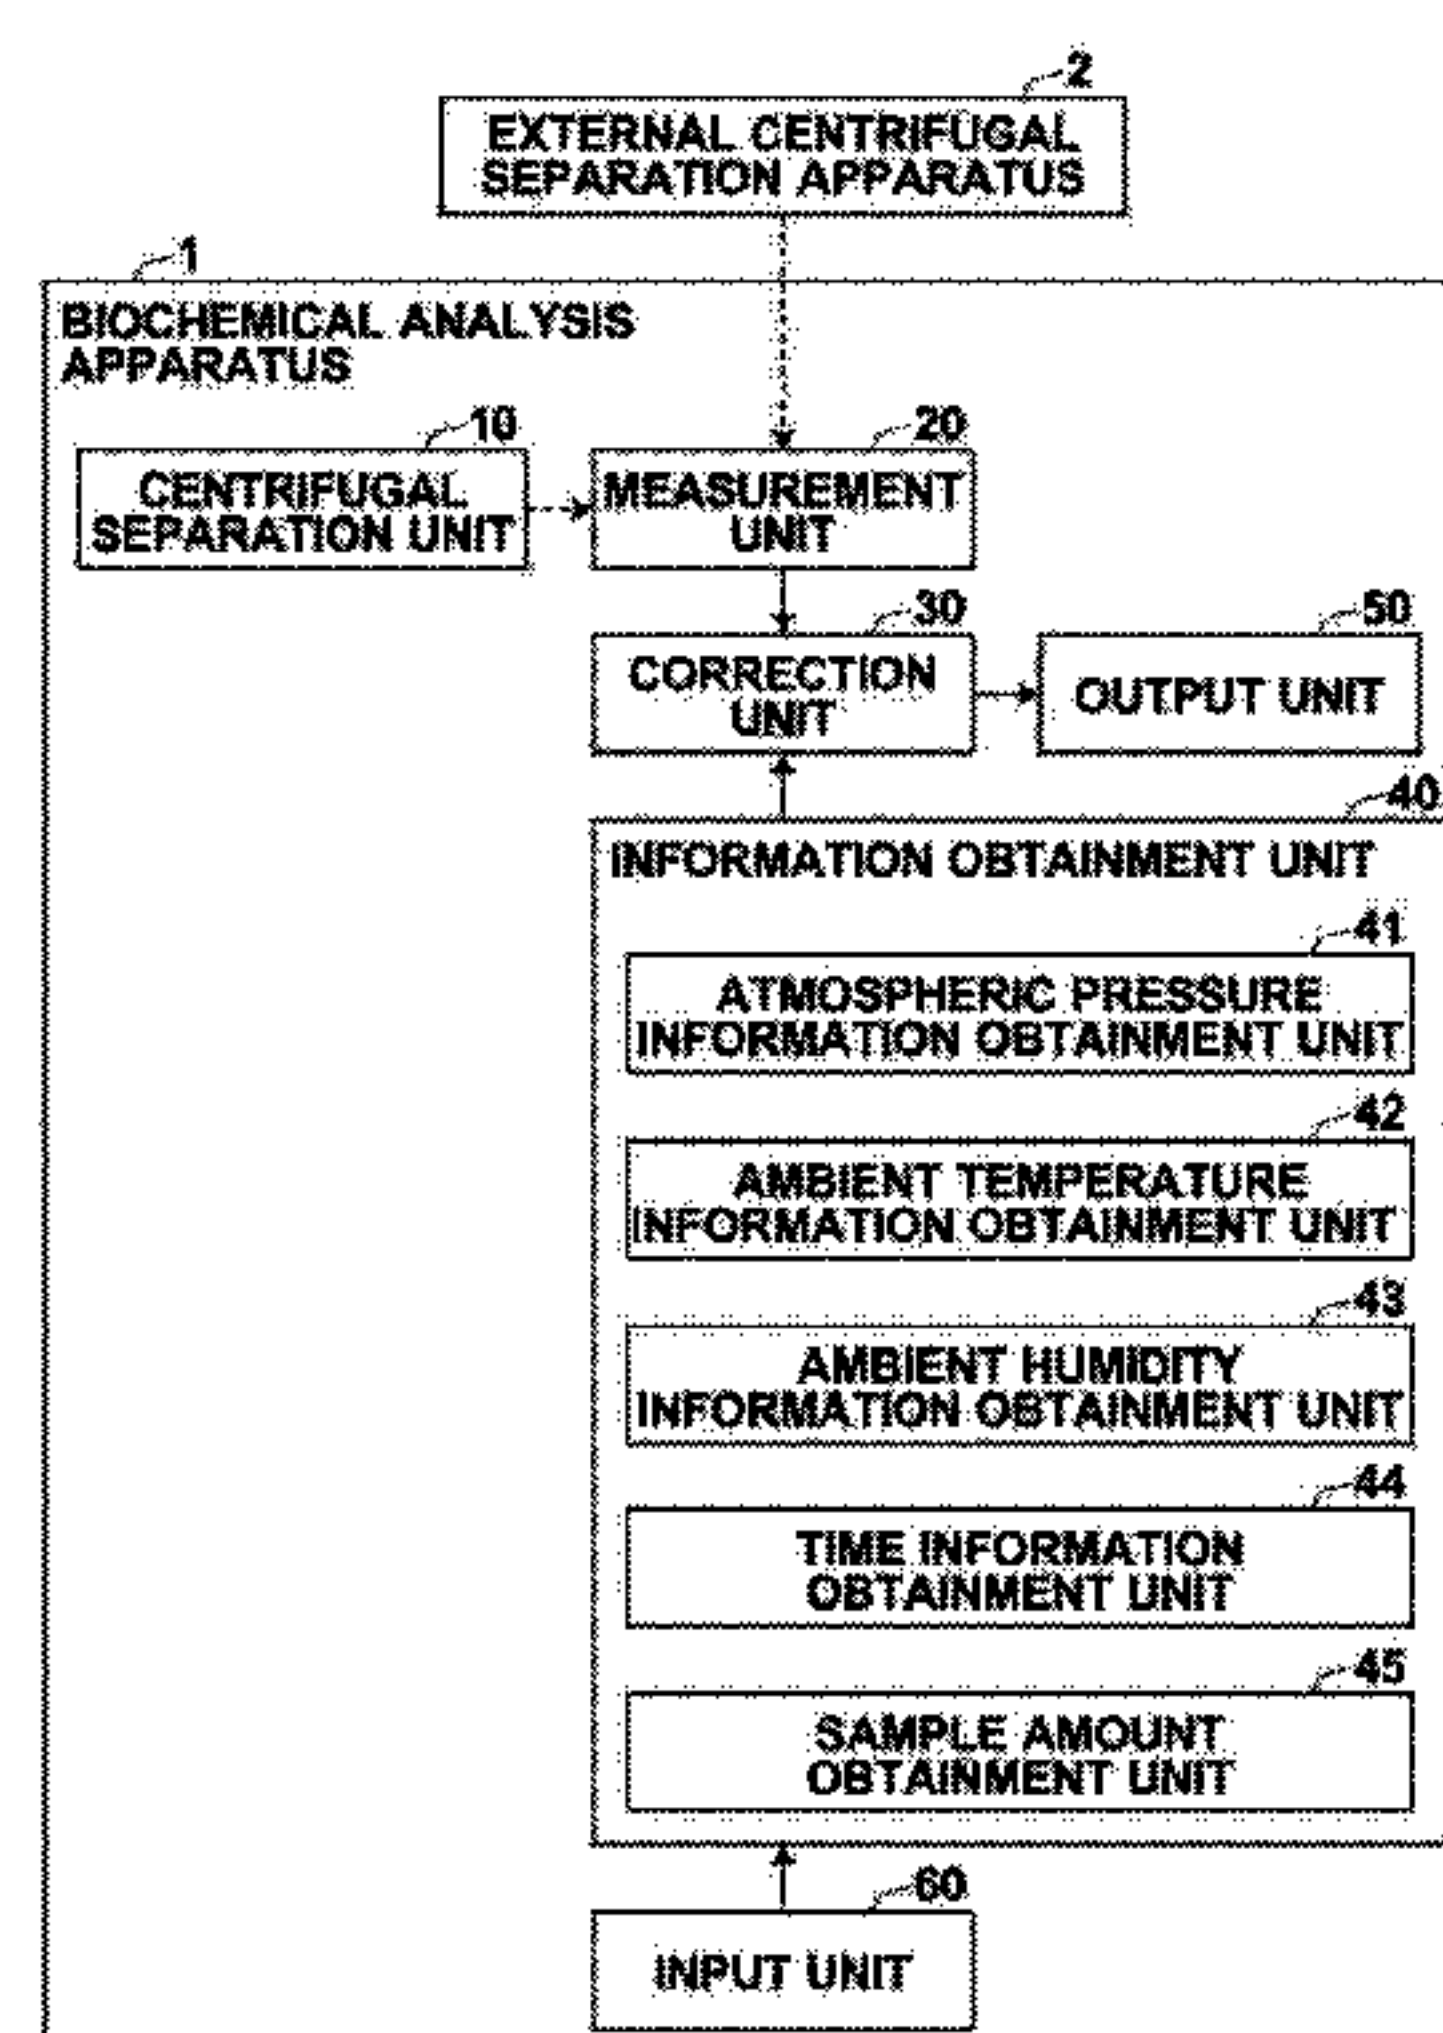 2
EXTERNAL CENTRIFUGAL
SEPARATION APPARATUS
1
BIOCHEMICAL ANALYSIS
APPARATUS
10
CENTRIFUGAL
SEPARATION UNIT
20
MEASUREMENT
UNIT
30
CORRECTION
UNIT
50
OUTPUT UNIT
40
INFORMATION OBTAINMENT UNIT
41
ATMOSPHERIC PRESSURE
INFORMATION OBTAINMENT UNIT
42
AMBIENT TEMPERATURE
INFORMATION OBTAINMENT UNIT
43
AMBIENT HUMIDITY
INFORMATION OBTAINMENT UNIT
44
TIME INFORMATION
OBTAINMENT UNIT
45
SAMPLE AMOUNT
OBTAINMENT UNIT
60
INPUT UNIT